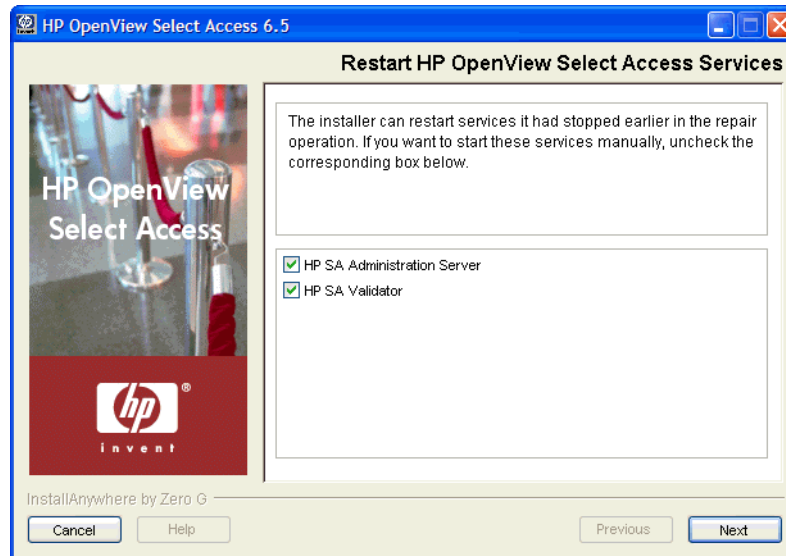 HP OpenView Select Access 6.5
Restart HP OpenView Select Access Services
HP OpenView
Select Access
hp
®
invent
The installer can restart services it had stopped earlier in the repair
operation. If you want to start these services manually, uncheck the
corresponding box below.
HP SA Administration Server
HP SA Validator
InstallAnywhere by Zero G
Cancel
Help
Previous
Next